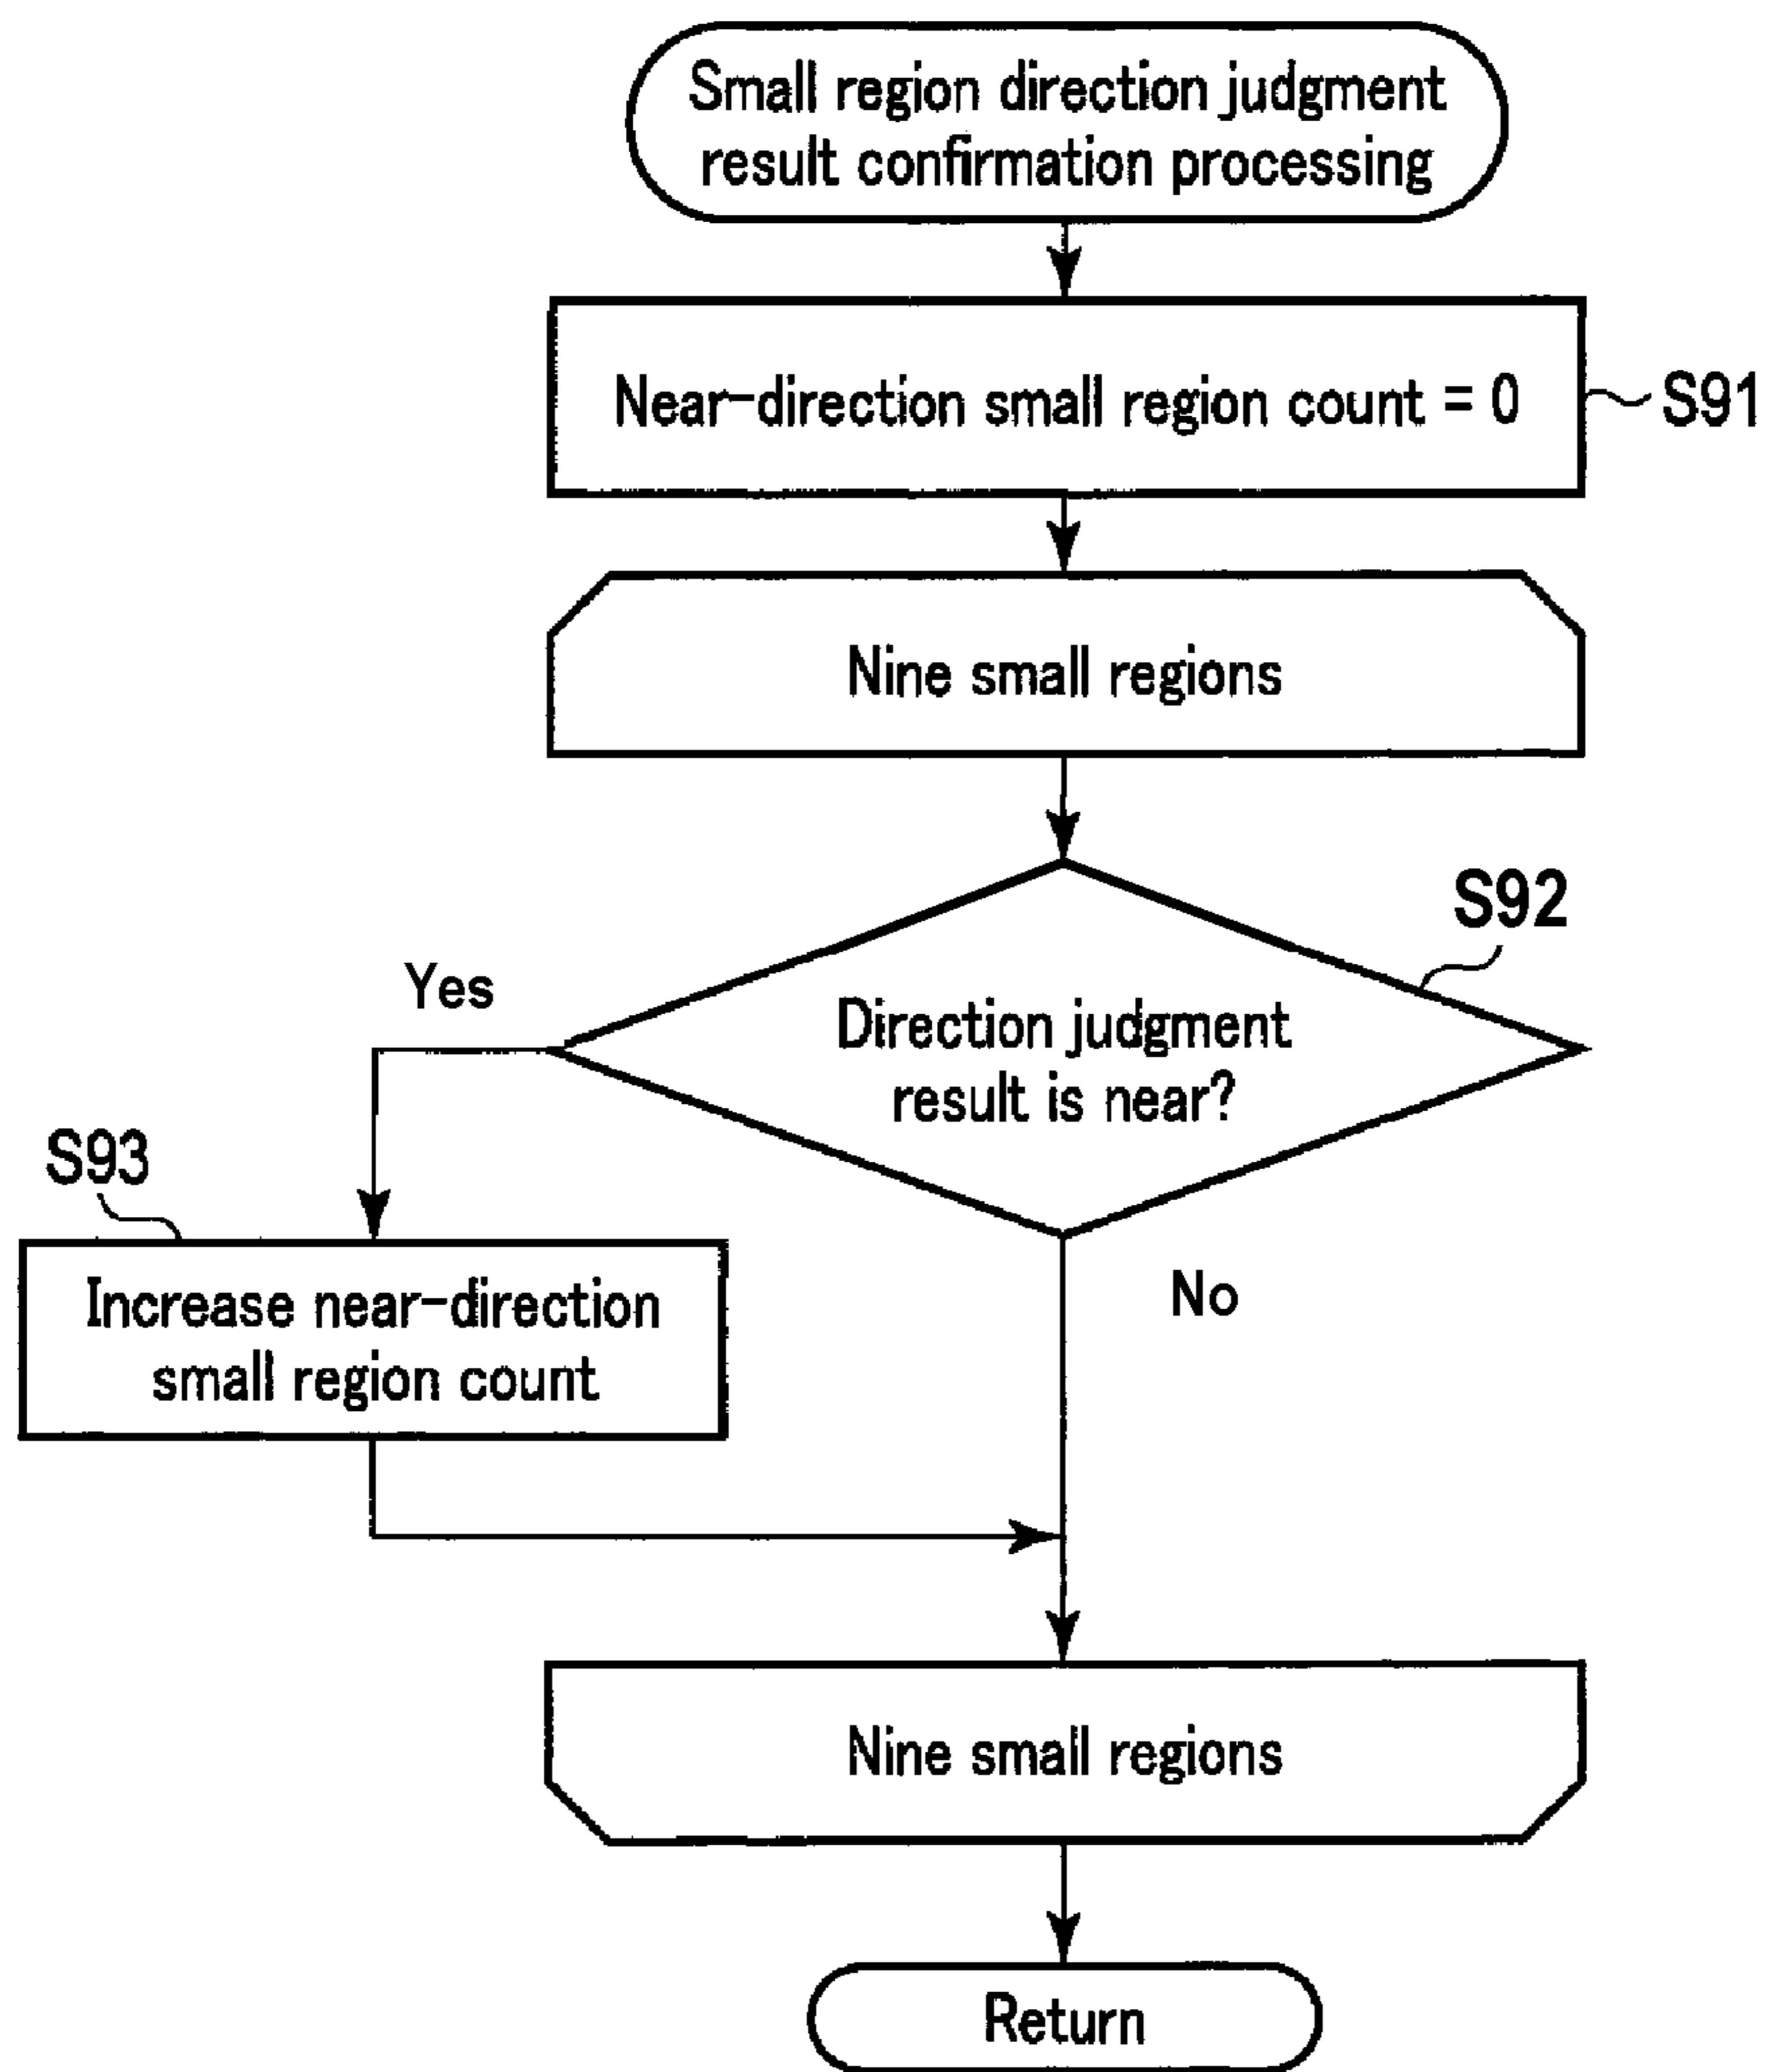 Small region direction judgment
result confirmation processing
Near-direction small region count = 0
S91
Nine small regions
S92
Direction judgment
result is near?
Yes
S93
Increase near-direction
small region count
No
Nine small regions
Return